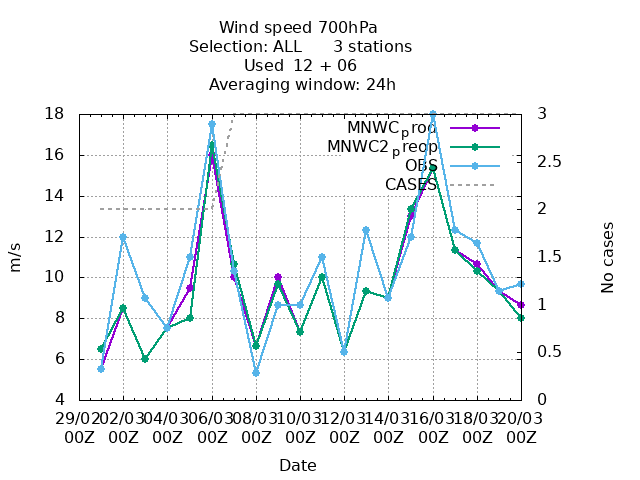 Wind speed 700hPa
Selection: ALL 3 stations
Used 12 + 06
Averaging window: 24h
18 3
MNWCprod
MNWC2preop
OBS
CASES
16 2.5
14 2
12 1.5
10 1
8
6 0.5
4 0
m/s
No cases
29/02 02/03 04/03 06/03 08/03 10/03 12/03 14/03 16/03 18/03 20/03
00Z 00Z 00Z 00Z 00Z 00Z 00Z 00Z 00Z 00Z 00Z
Date